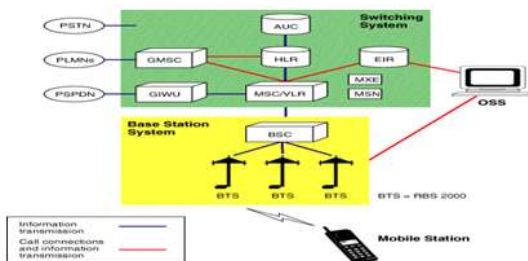 Switching
System
PSTN
AUC
PLMNs
GMSC
HLR
EIR
MXE
PSPDN
GIWU
MSC/VLR
MSN
OSS
Base Station
System
BSC
BTS BTS BTS
BTS = RBS 2000
Information
transmission
Call connections
and information
transmission
Mobile Station